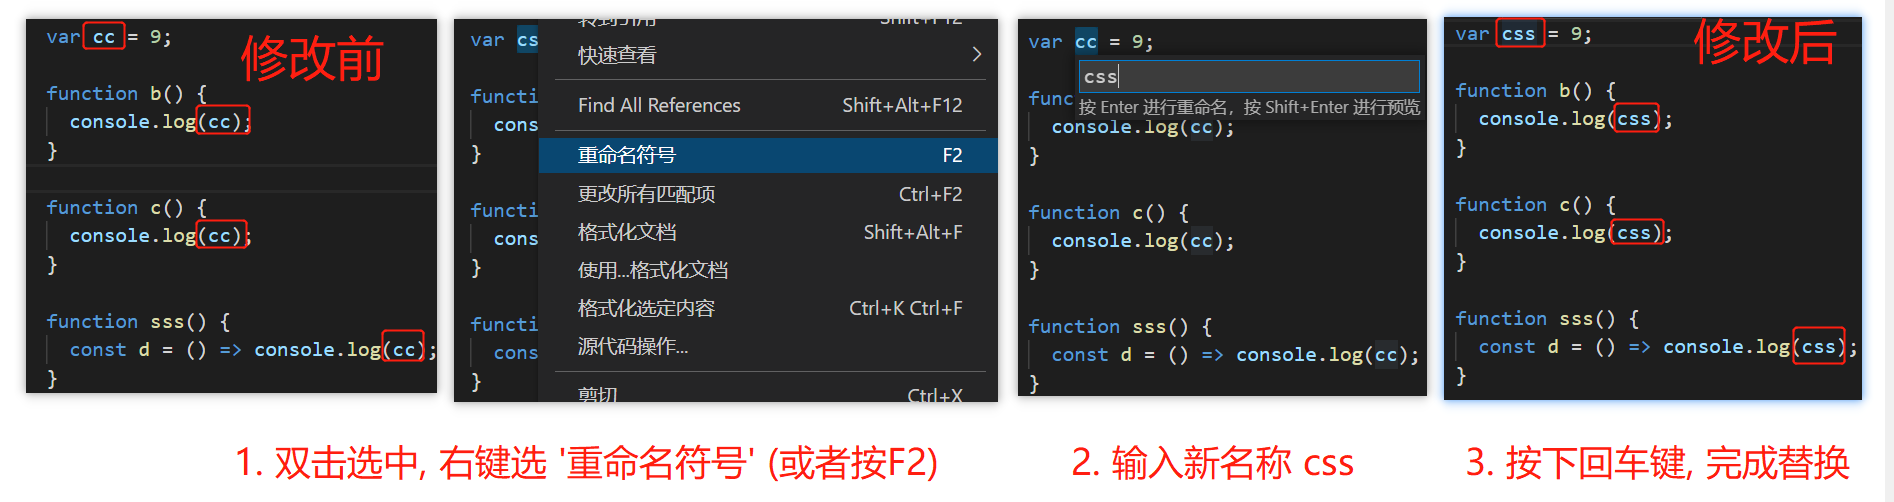 var cc = 9;
修改前
function b() {
console.log(cc);
}
function c() {
console.log(cc);
}
function sss() {
const d = () => console.log(cc);
}
var cs
functi
cons
}
functi
cons
}
functi
cons
}
转到引用 Shift+F12
快速查看
Find All References Shift+Alt+F12
重命名符号 F2
更改所有匹配项 Ctrl+F2
格式化文档 Shift+Alt+F
使用...格式化文档
格式化选定内容 Ctrl+K Ctrl+F
源代码操作...
剪切 Ctrl+X
var cc = 9;
css
按 Enter 进行重命名，按 Shift+Enter 进行预览
func
console.log(cc);
}
function c() {
console.log(cc);
}
function sss() {
const d = () => console.log(cc);
}
var css = 9;
修改后
function b() {
console.log(css);
}
function c() {
console.log(css);
}
function sss() {
const d = () => console.log(css);
}
1. 双击选中, 右键选 '重命名符号' (或者按F2)
2. 输入新名称 css
3. 按下回车键, 完成替换